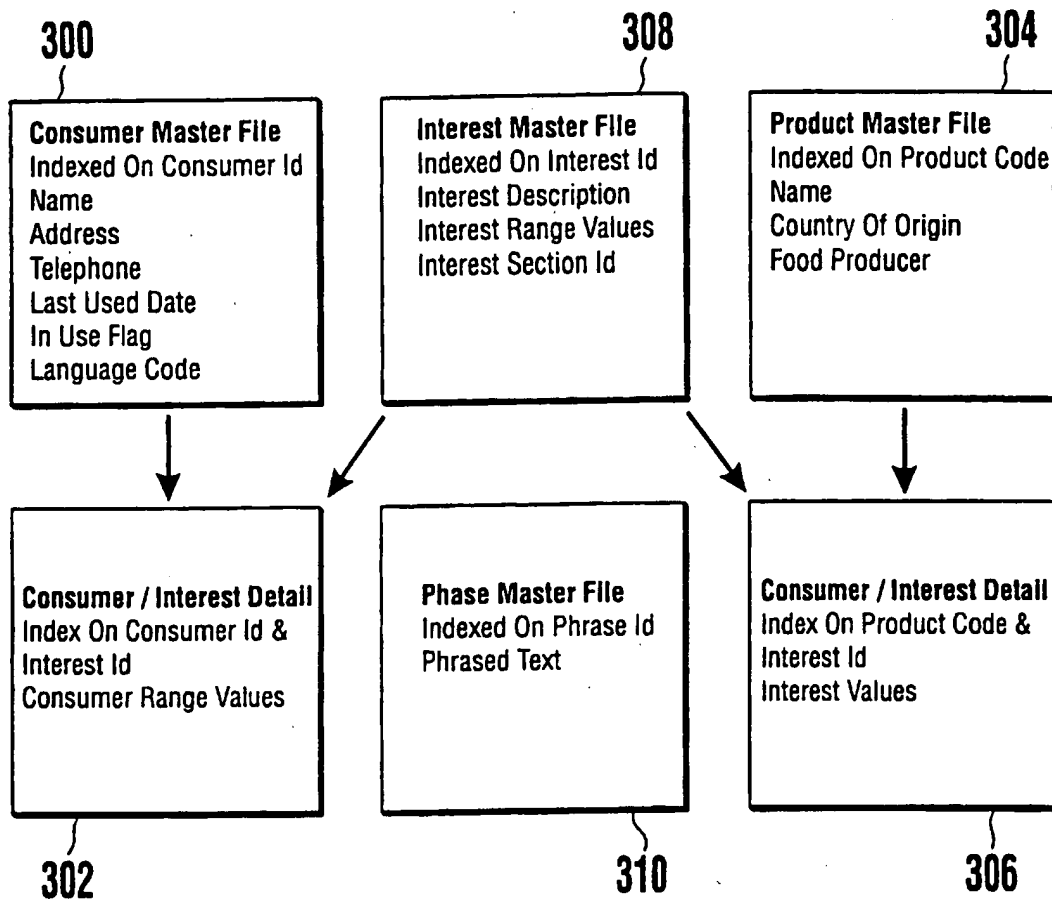 300
308
304
Consumer Master File
Indexed On Consumer Id
Name
Address
Telephone
Last Used Date
In Use Flag
Language Code
Interest Master File
Indexed On Interest Id
Interest Description
Interest Range Values
Interest Section Id
Product Master File
Indexed On Product Code
Name
Country Of Origin
Food Producer
Consumer / Interest Detail
Index On Consumer Id &
Interest Id
Consumer Range Values
Phase Master File
Indexed On Phrase Id
Phrased Text
Consumer / Interest Detail
Index On Product Code &
Interest Id
Interest Values
302
310
306